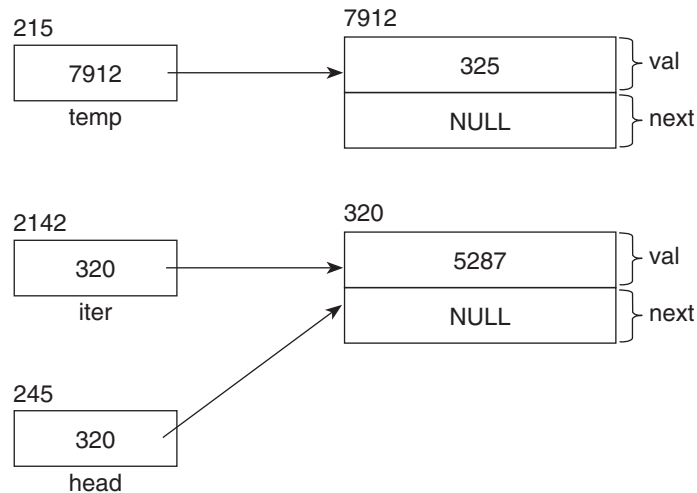 215
7912
temp
7912
325
val
NULL
next
2142
320
iter
320
5287
val
NULL
next
245
320
head